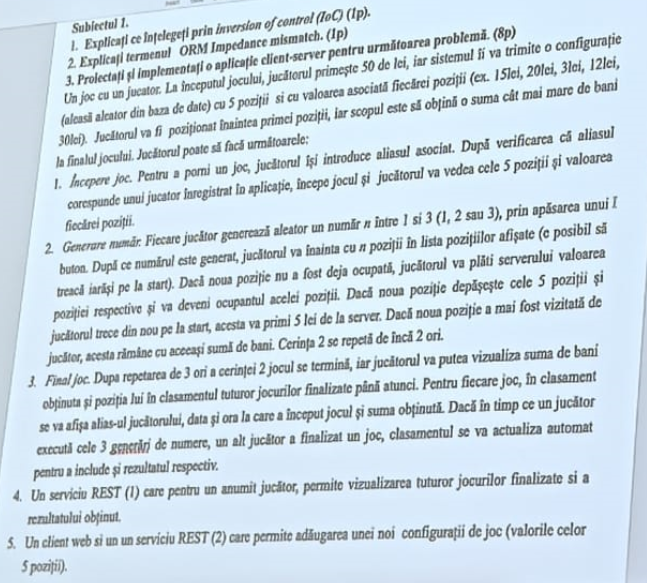 Subiectul 1.
1. Explicați ce înțelegeți prin inversion of control (IoC) (1p).
2. Explicați termenul ORM Impedance mismatch. (1p)
3. Proiectați și implementați o aplicație client-server pentru următoarea problemă. (8p)
Un joc cu un jucator. La începutul jocului, jucătorul primește 50 de lei, iar sistemul îi va trimite o configurație
(aleasă aleator din baza de date) cu 5 poziții si cu valoarea asociată fiecărei poziții (ex. 15lei, 20lei, 3lei, 12lei,
30lei). Jucătorul va fi poziționat înaintea primei poziții, iar scopul este să obțină o suma cât mai mare de bani
la finalul jocului. Jucătorul poate să facă următoarele:
1. Începere joc. Pentru a porni un joc, jucătorul își introduce aliasul asociat. După verificarea că aliasul
corespunde unui jucator înregistrat în aplicație, începe jocul și jucătorul va vedea cele 5 poziții și valoarea
fiecărei poziții.
2. Generare număr. Fiecare jucător generează aleator un număr n între 1 si 3 (1, 2 sau 3), prin apăsarea unui
buton. După ce numărul este generat, jucătorul va înainta cu n poziții în lista pozițiilor afișate (e posibil să
treacă iarăși pe la start). Dacă noua poziție nu a fost deja ocupată, jucătorul va plăti serverului valoarea
poziției respective și va deveni ocupantul acelei poziții. Dacă noua poziție depășește cele 5 poziții și
jucătorul trece din nou pe la start, acesta va primi 5 lei de la server. Dacă noua poziție a mai fost vizitată de
jucător, acesta rămâne cu aceeași sumă de bani. Cerința 2 se repetă de încă 2 ori.
3. Final joc. Dupa repetarea de 3 ori a cerinței 2 jocul se termină, iar jucătorul va putea vizualiza suma de bani
obținuta și poziția lui în clasamentul tuturor jocurilor finalizate până atunci. Pentru fiecare joc, în clasament
se va afișa alias-ul jucătorului, data și ora la care a început jocul și suma obținută. Dacă în timp ce un jucător
execută cele 3 generări de numere, un alt jucător a finalizat un joc, clasamentul se va actualiza automat
pentru a include și rezultatul respectiv.
4. Un serviciu REST (1) care pentru un anumit jucător, permite vizualizarea tuturor jocurilor finalizate si a
rezultatului obținut.
5. Un client web si un un serviciu REST (2) care permite adăugarea unei noi configurații de joc (valorile celor
5 poziții).